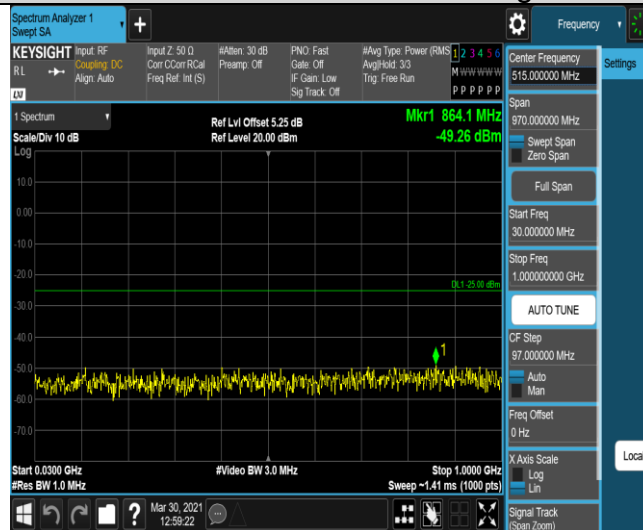 Spectrum Analyzer 1
Swept SA
Frequency
KEYSIGHT
R L
LXI
Input: RF
Coupling: DC
Align: Auto
Input Z: 50 Ω
Corr CCorr RCal
Freq Ref: Int (S)
#Atten: 30 dB
Preamp: Off
PNO: Fast
Gate: Off
IF Gain: Low
Sig Track: Off
#Avg Type: Power (RMS
Avg|Hold: 3/3
Trig: Free Run
1 2 3 4 5 6
M W W W W W
P P P P P P
1 Spectrum
Scale/Div 10 dB
Log
Ref Lvl Offset 5.25 dB
Ref Level 20.00 dBm
Mkr1 864.1 MHz
-49.26 dBm
10.0
0.00
-10.0
-20.0
DL1 -25.00 dBm
-30.0
-40.0
1
-50.0
-60.0
-70.0
Start 0.0300 GHz
#Res BW 1.0 MHz
#Video BW 3.0 MHz
Stop 1.0000 GHz
Sweep ~1.41 ms (1000 pts)
?
Mar 30, 2021
12:59:22
Center Frequency
515.000000 MHz
Settings
Span
970.000000 MHz
Swept Span
Zero Span
Full Span
Start Freq
30.000000 MHz
Stop Freq
1.000000000 GHz
AUTO TUNE
CF Step
97.000000 MHz
Auto
Man
Freq Offset
0 Hz
X Axis Scale
Log
Lin
Local
Signal Track
(Span Zoom)